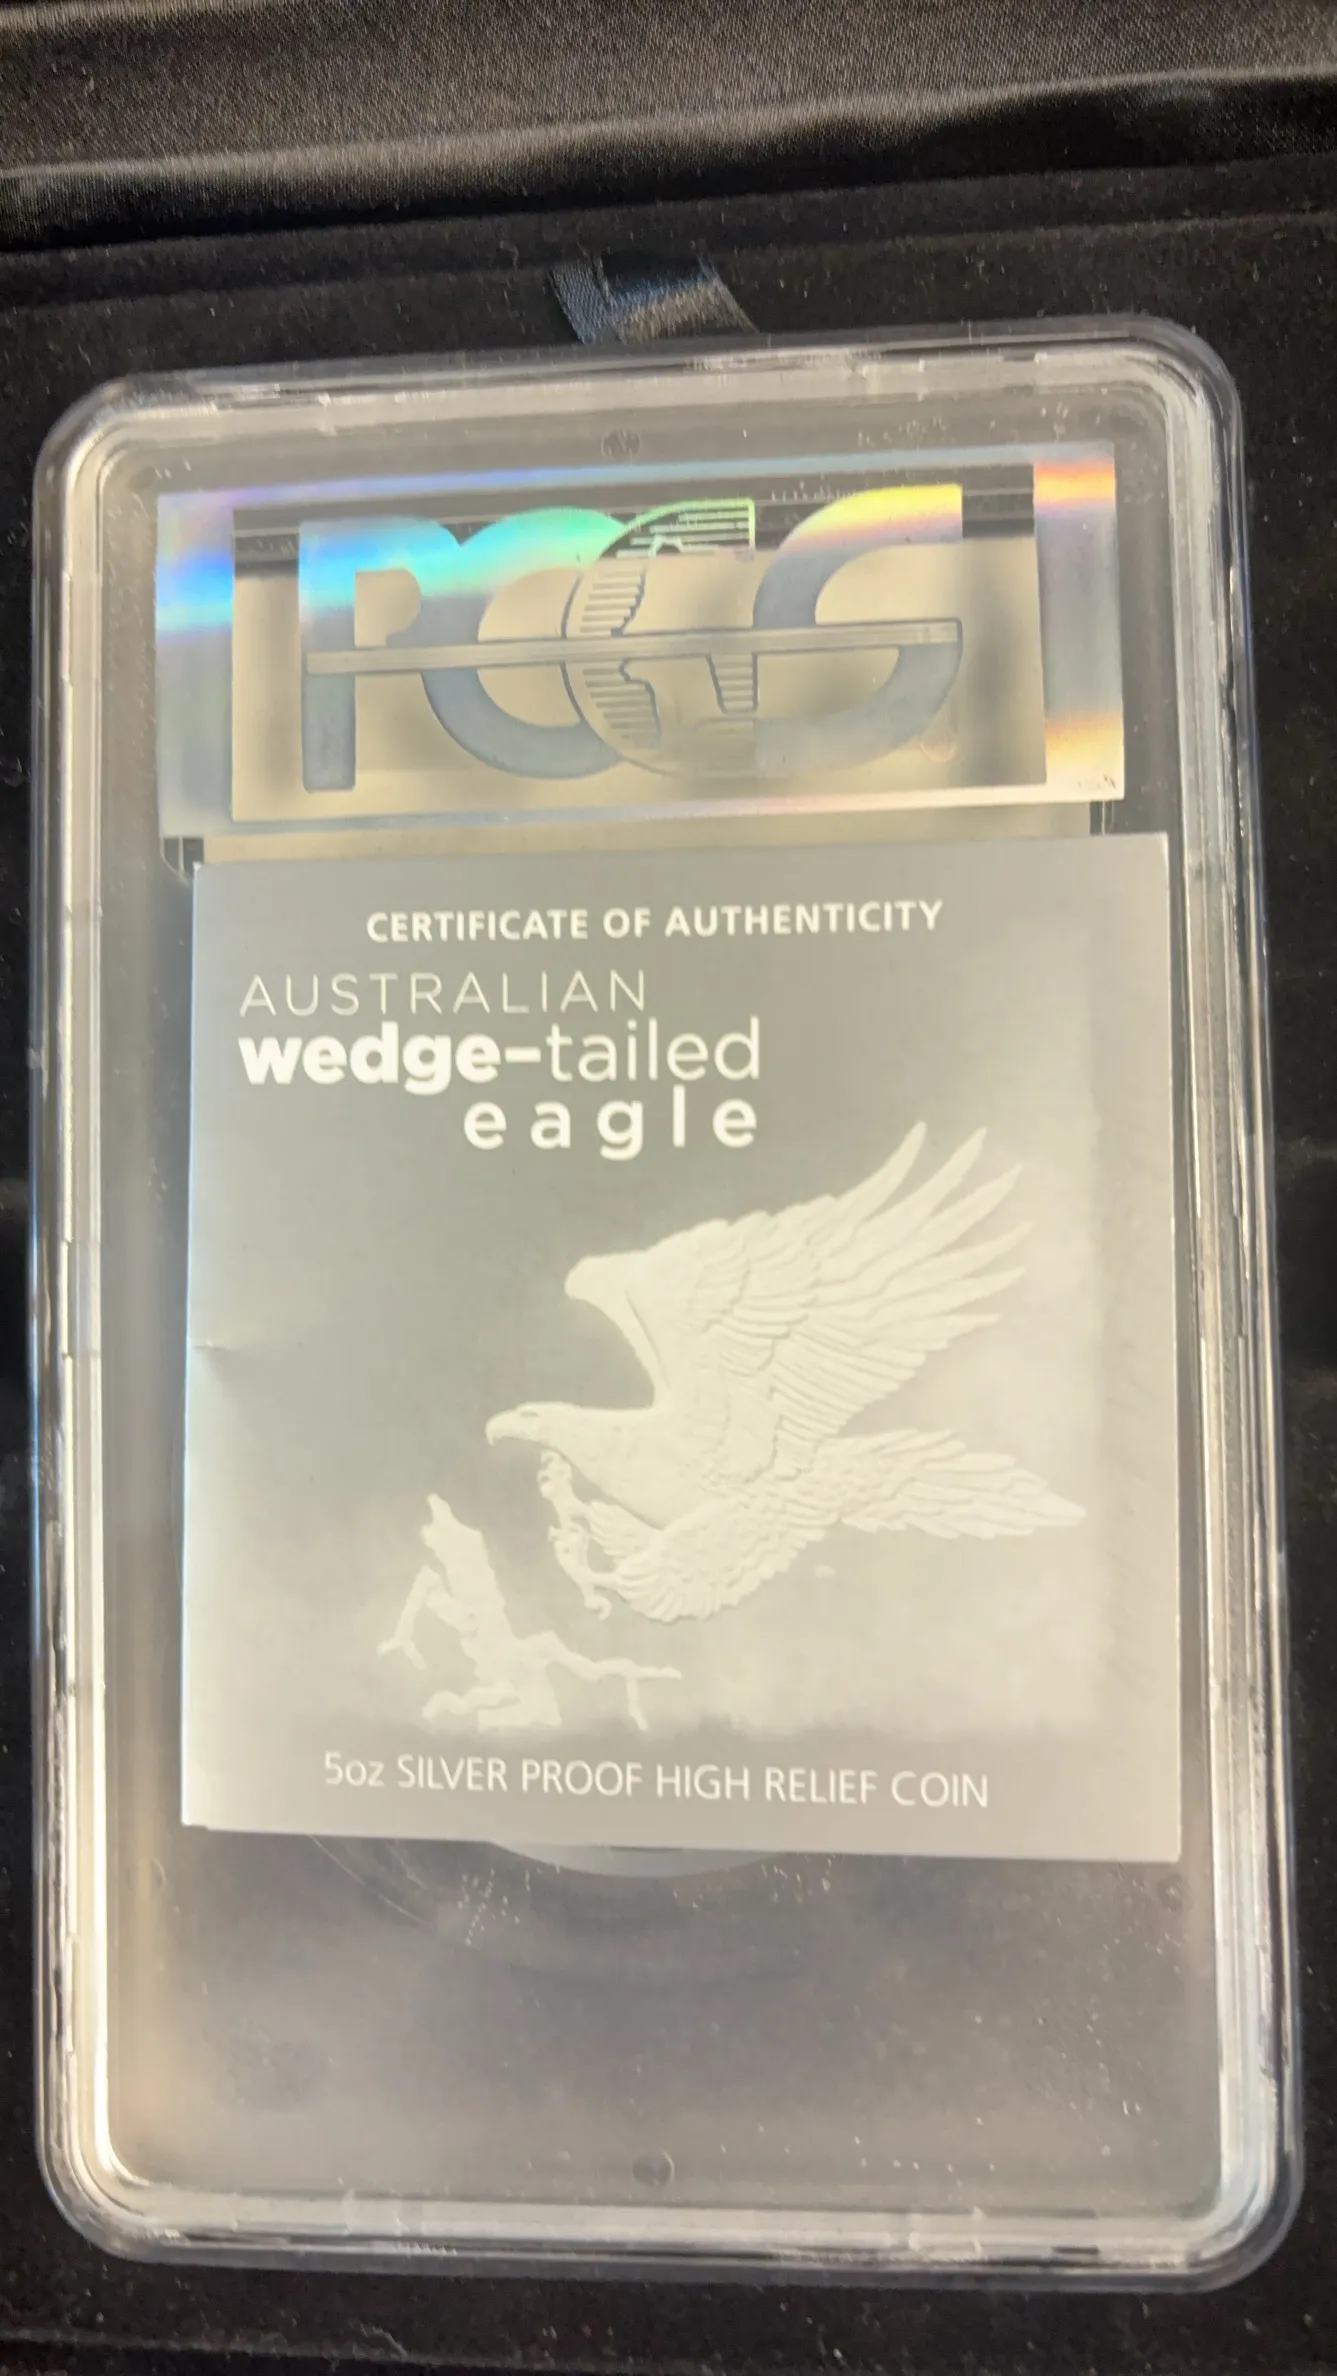 PCGS
CERTIFICATE OF AUTHENTICITY
AUSTRALIAN
wedge-tailed
eagle
5oz SILVER PROOF HIGH RELIEF COIN